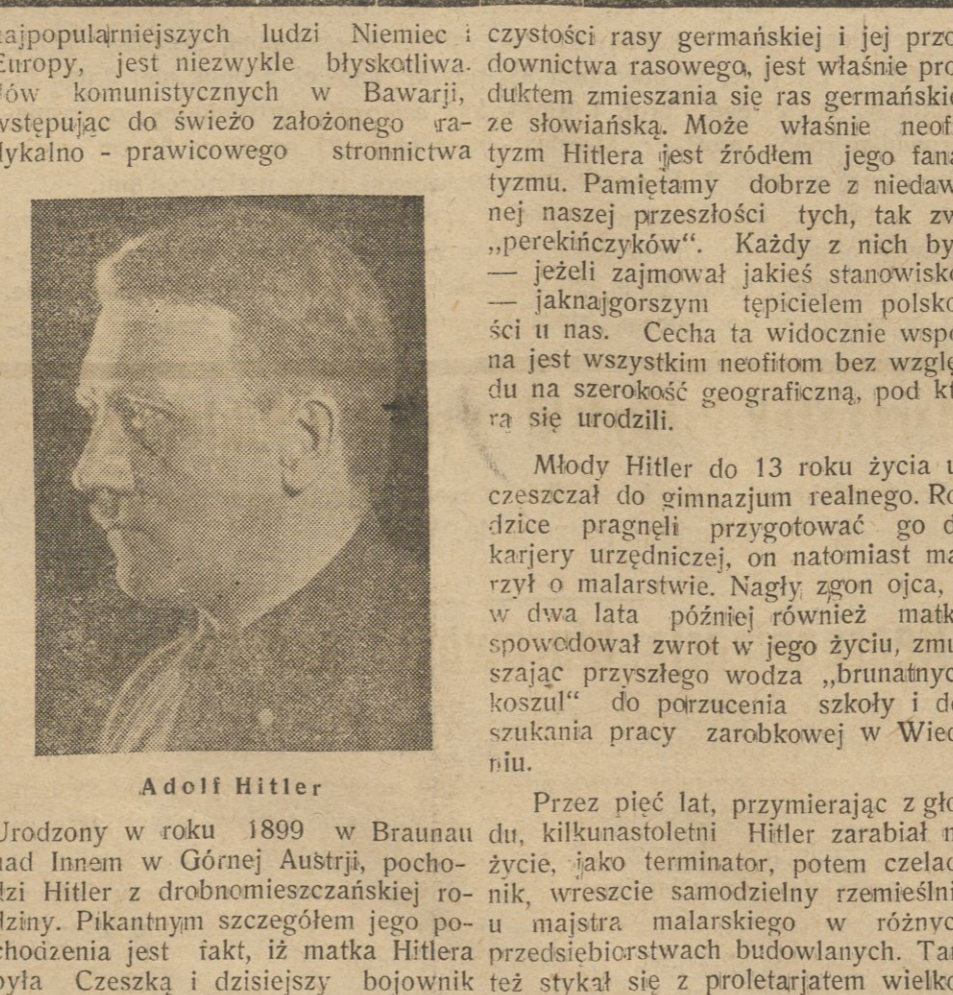 najpopularniejszych ludzi Niemiec i
Europy, jest niezwykle błyskotliwa.
komunistycznych w Bawarji,
wstępując do świeżo założonego ra-
dykalno - prawicowego stronnictwa
Adolf Hitler
Urodzony w roku 1899 w Braunau
nad Innem w Górnej Austrji, pocho-
dzi Hitler z drobnomieszczańskiej ro-
dziny. Pikantnym szczegółem jego po-
chodzenia jest fakt, iż matka Hitlera
była Czeszką i dzisiejszy bojownik
czystości rasy germańskiej i jej przo
downictwa rasowego, jest właśnie pro
duktem zmieszania się ras germańskie
ze słowiańską. Może właśnie neof
tyzm Hitlera jest źródłem jego fana
tyzmu. Pamiętamy dobrze z niedaw
nej naszej przeszłości tych, tak zw
„perekińczyków“. Każdy z nich by
— jeżeli zajmował jakieś stanowisko
— jaknajgorszym tępicielem polsko
ści u nas. Cecha ta widocznie wspó
na jest wszystkim neofitom bez wzglę
du na szerokość geograficzną, pod kt
rą się urodzili.
Młody Hitler do 13 roku życia u
czeszczał do gimnazjum realnego. Ro
dzice pragnęli przygotować go d
karjery urzędniczej, on natomiast ma
rzył o malarstwie. Nagły zgon ojca,
w dwa lata później również matk
spowodował zwrot w jego życiu, zmu
szając przyszłego wodza „brunatnyc
koszul“ do porzucenia szkoły i do
szukania pracy zarobkowej w Wied
niu.
Przez pięć lat, przymierając z gło
du, kilkunastoletni Hitler zarabiał n
życie, jako terminator, potem czelad
nik, wreszcie samodzielny rzemieślni
u majstra malarskiego w różnyc
przedsiębiorstwach budowlanych. Ta
też stykał się z proletarjatem wielko